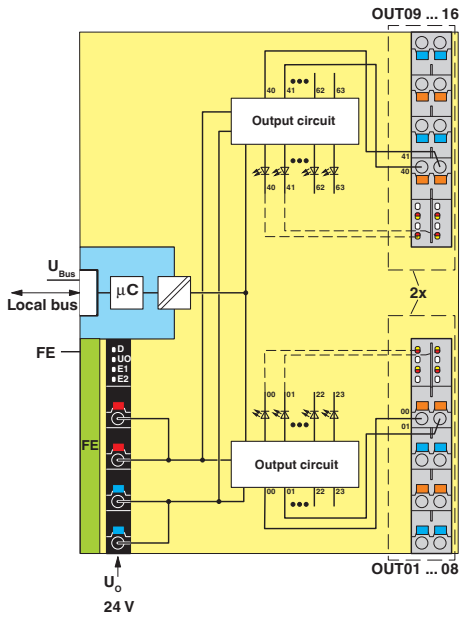 OUT09 ... 16
40 41 62 63
Output circuit
41
40
40 41 62 63
U Bus
µC
Local bus
2x
FE
D
UO
E1
E2
00 01 22 23
00
01
FE
Output circuit
00 01 22 23
OUT01 ... 08
UO
24 V